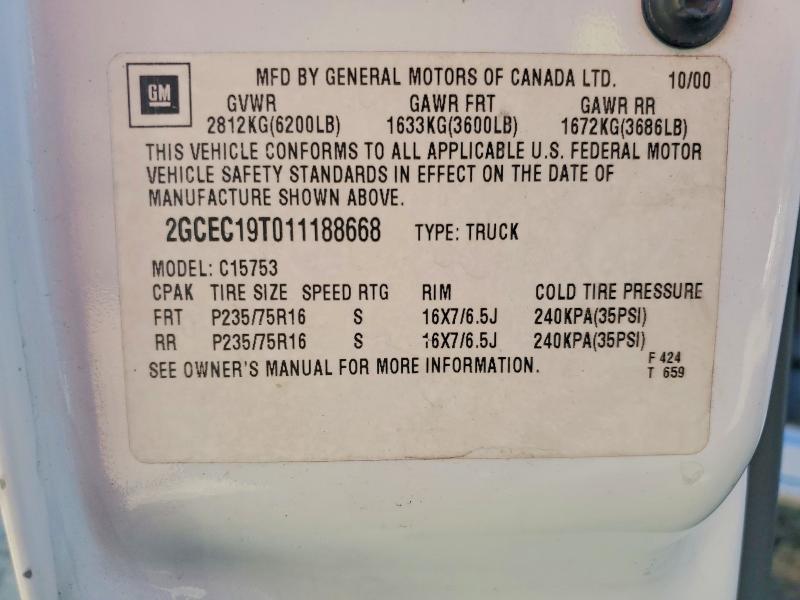 GM
MFD BY GENERAL MOTORS OF CANADA LTD. 10/00
GVWR GAWR FRT GAWR RR
2812KG(6200LB) 1633KG(3600LB) 1672KG(3686LB)
THIS VEHICLE CONFORMS TO ALL APPLICABLE U.S. FEDERAL MOTOR
VEHICLE SAFETY STANDARDS IN EFFECT ON THE DATE OF
MANUFACTURE SHOWN ABOVE.
2GCEC19T011188668 TYPE: TRUCK
MODEL: C15753
CPAK TIRE SIZE SPEED RTG RIM COLD TIRE PRESSURE
FRT P235/75R16 S 16X7/6.5J 240KPA(35PSI)
RR P235/75R16 S 16X7/6.5J 240KPA(35PSI)
SEE OWNER'S MANUAL FOR MORE INFORMATION. F 424
T 659